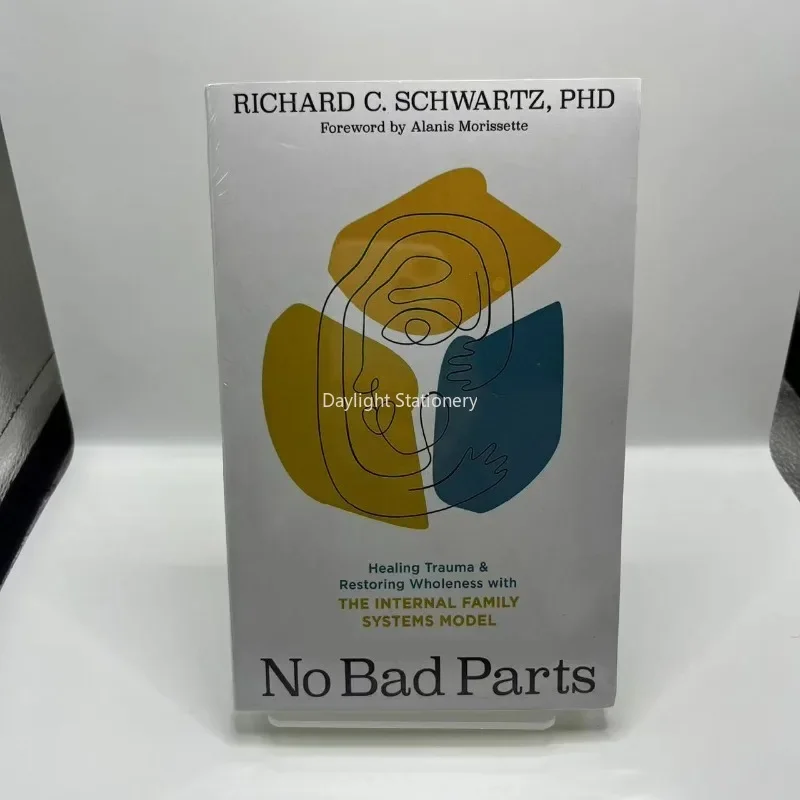 RICHARD C. SCHWARTZ, PHD
Foreword by Alanis Morissette
Daylight Stationery
Healing Trauma &
Restoring Wholeness with
THE INTERNAL FAMILY
SYSTEMS MODEL
No Bad Parts